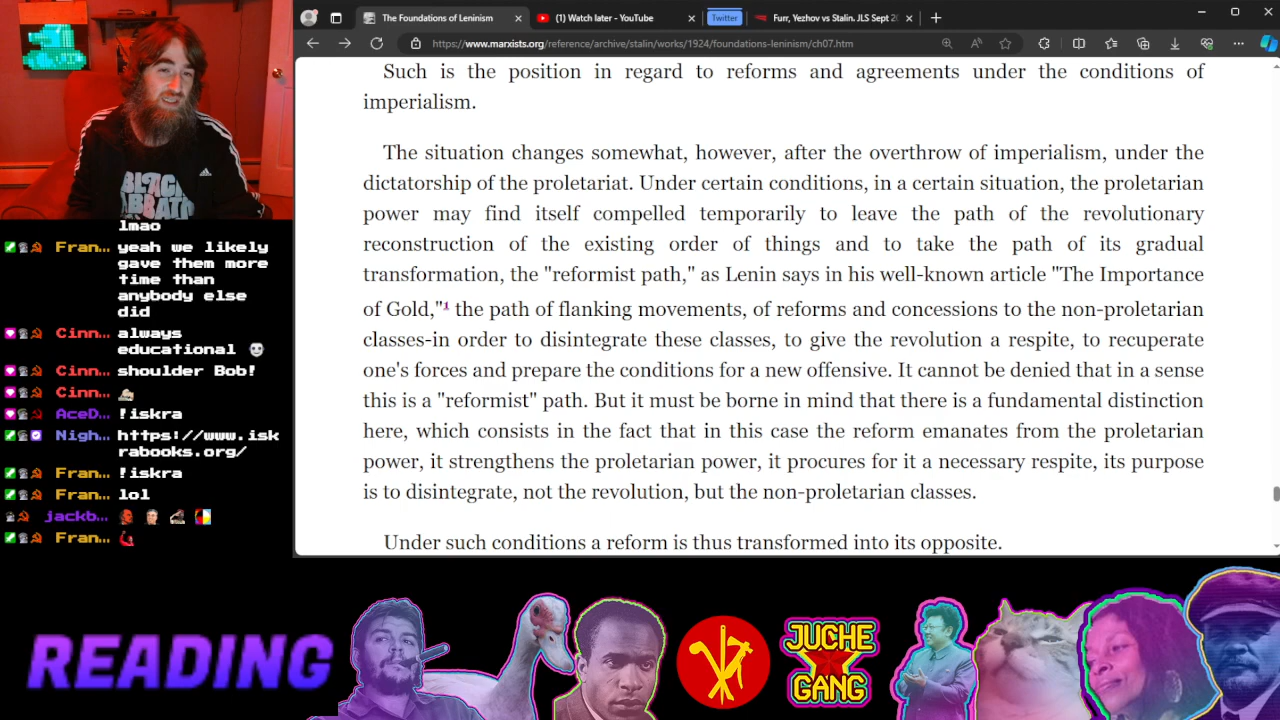 The Foundations of Leninism
(1) Watch later - YouTube
Twitter
Furr, Yezhov vs Stalin. JLS Sept 20
https://www.marxists.org/reference/archive/stalin/works/1924/foundations-leninism/ch07.htm
Such is the position in regard to reforms and agreements under the conditions of
imperialism.
The situation changes somewhat, however, after the overthrow of imperialism, under the
dictatorship of the proletariat. Under certain conditions, in a certain situation, the proletarian
power may find itself compelled temporarily to leave the path of the revolutionary
reconstruction of the existing order of things and to take the path of its gradual
transformation, the "reformist path," as Lenin says in his well-known article "The Importance
of Gold,"1 the path of flanking movements, of reforms and concessions to the non-proletarian
classes-in order to disintegrate these classes, to give the revolution a respite, to recuperate
one's forces and prepare the conditions for a new offensive. It cannot be denied that in a sense
this is a "reformist" path. But it must be borne in mind that there is a fundamental distinction
here, which consists in the fact that in this case the reform emanates from the proletarian
power, it strengthens the proletarian power, it procures for it a necessary respite, its purpose
is to disintegrate, not the revolution, but the non-proletarian classes.
Under such conditions a reform is thus transformed into its opposite.
BLACK
SABBATH
lmao
Fran... yeah we likely
gave them more
time than
anybody else
did
Cinn... always
educational
Cinn... shoulder Bob!
Cinn...
AceD... !iskra
Nigh... https://www.isk
rabooks.org/
Fran... !iskra
Fran... lol
jackb...
Fran...
READING
JUCHE
GANG